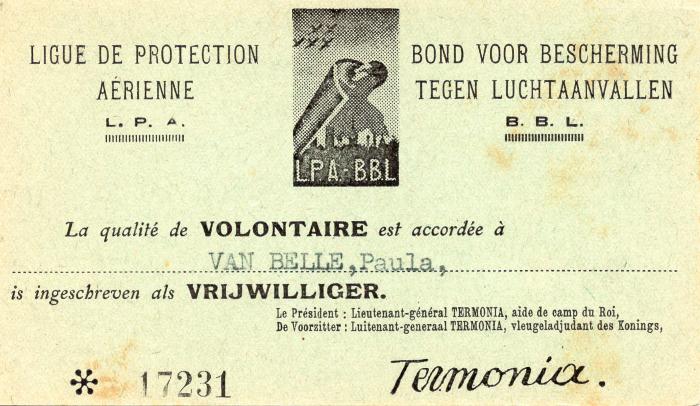 LIGUE DE PROTECTION
AÉRIENNE
L. P. A.
L.P.A.-B.B.L
BOND VOOR BESCHERMING
TEGEN LUCHTAANVALLEN
B. B. L.
La qualité de VOLONTAIRE est accordée à
VAN BELLE,Paula,
is ingeschreven als VRIJWILLIGER.
Le Président : Lieutenant-général TERMONIA, aide de camp du Roi,
De Voorzitter : Luitenant-generaal TERMONIA, vleugeladjudant des Konings,
* 17231
Termonia.